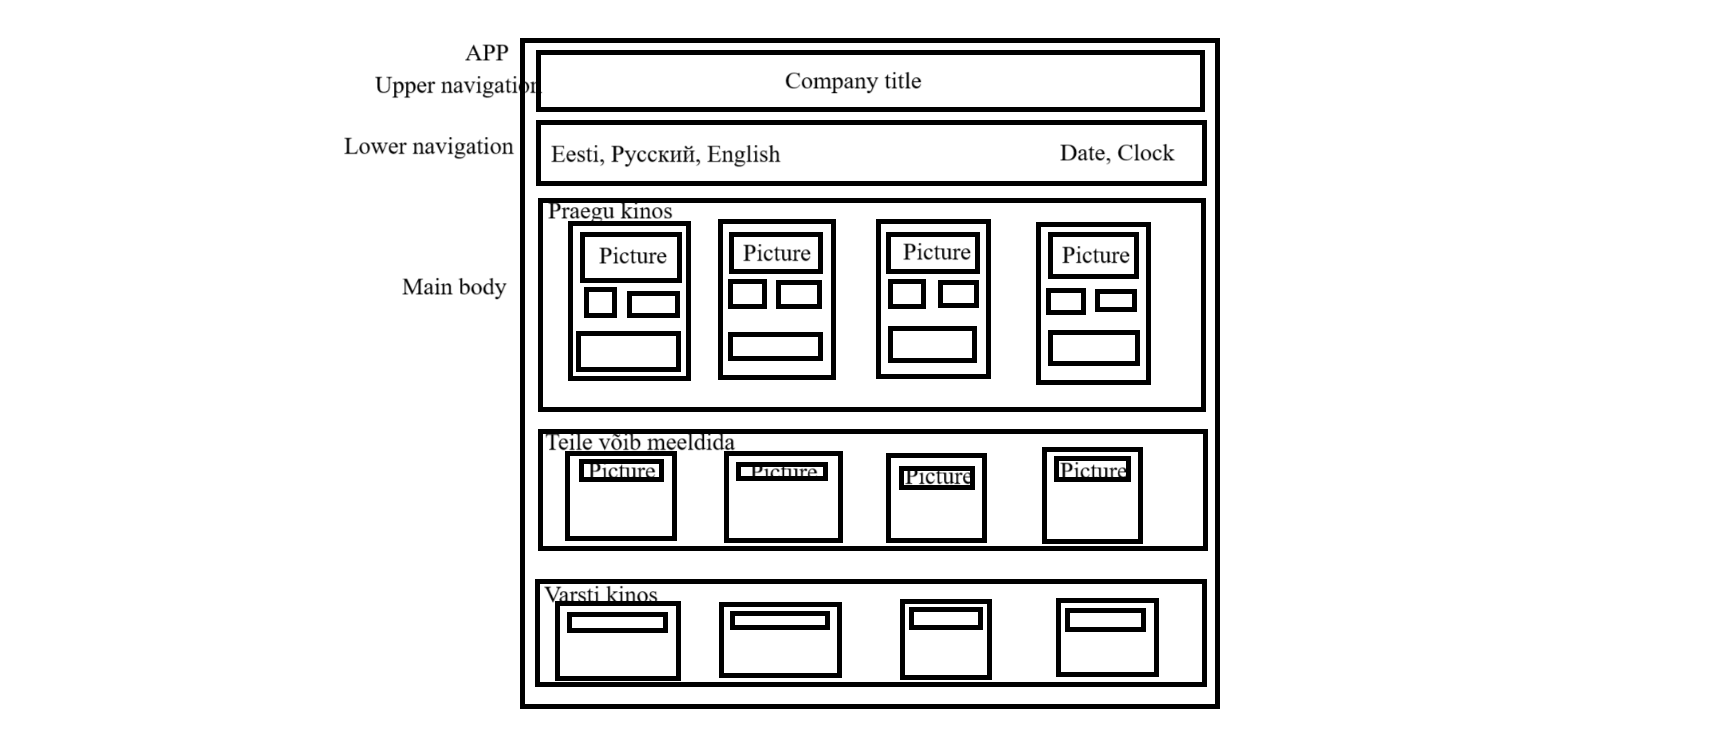 APP
Upper navigation
Company title
Lower navigation
Eesti, Русский, English
Date, Clock
Praegu kinos
Picture
Picture
Picture
Picture
Main body
Teile võib meeldida
Picture
Picture
Picture
Picture
Varsti kinos